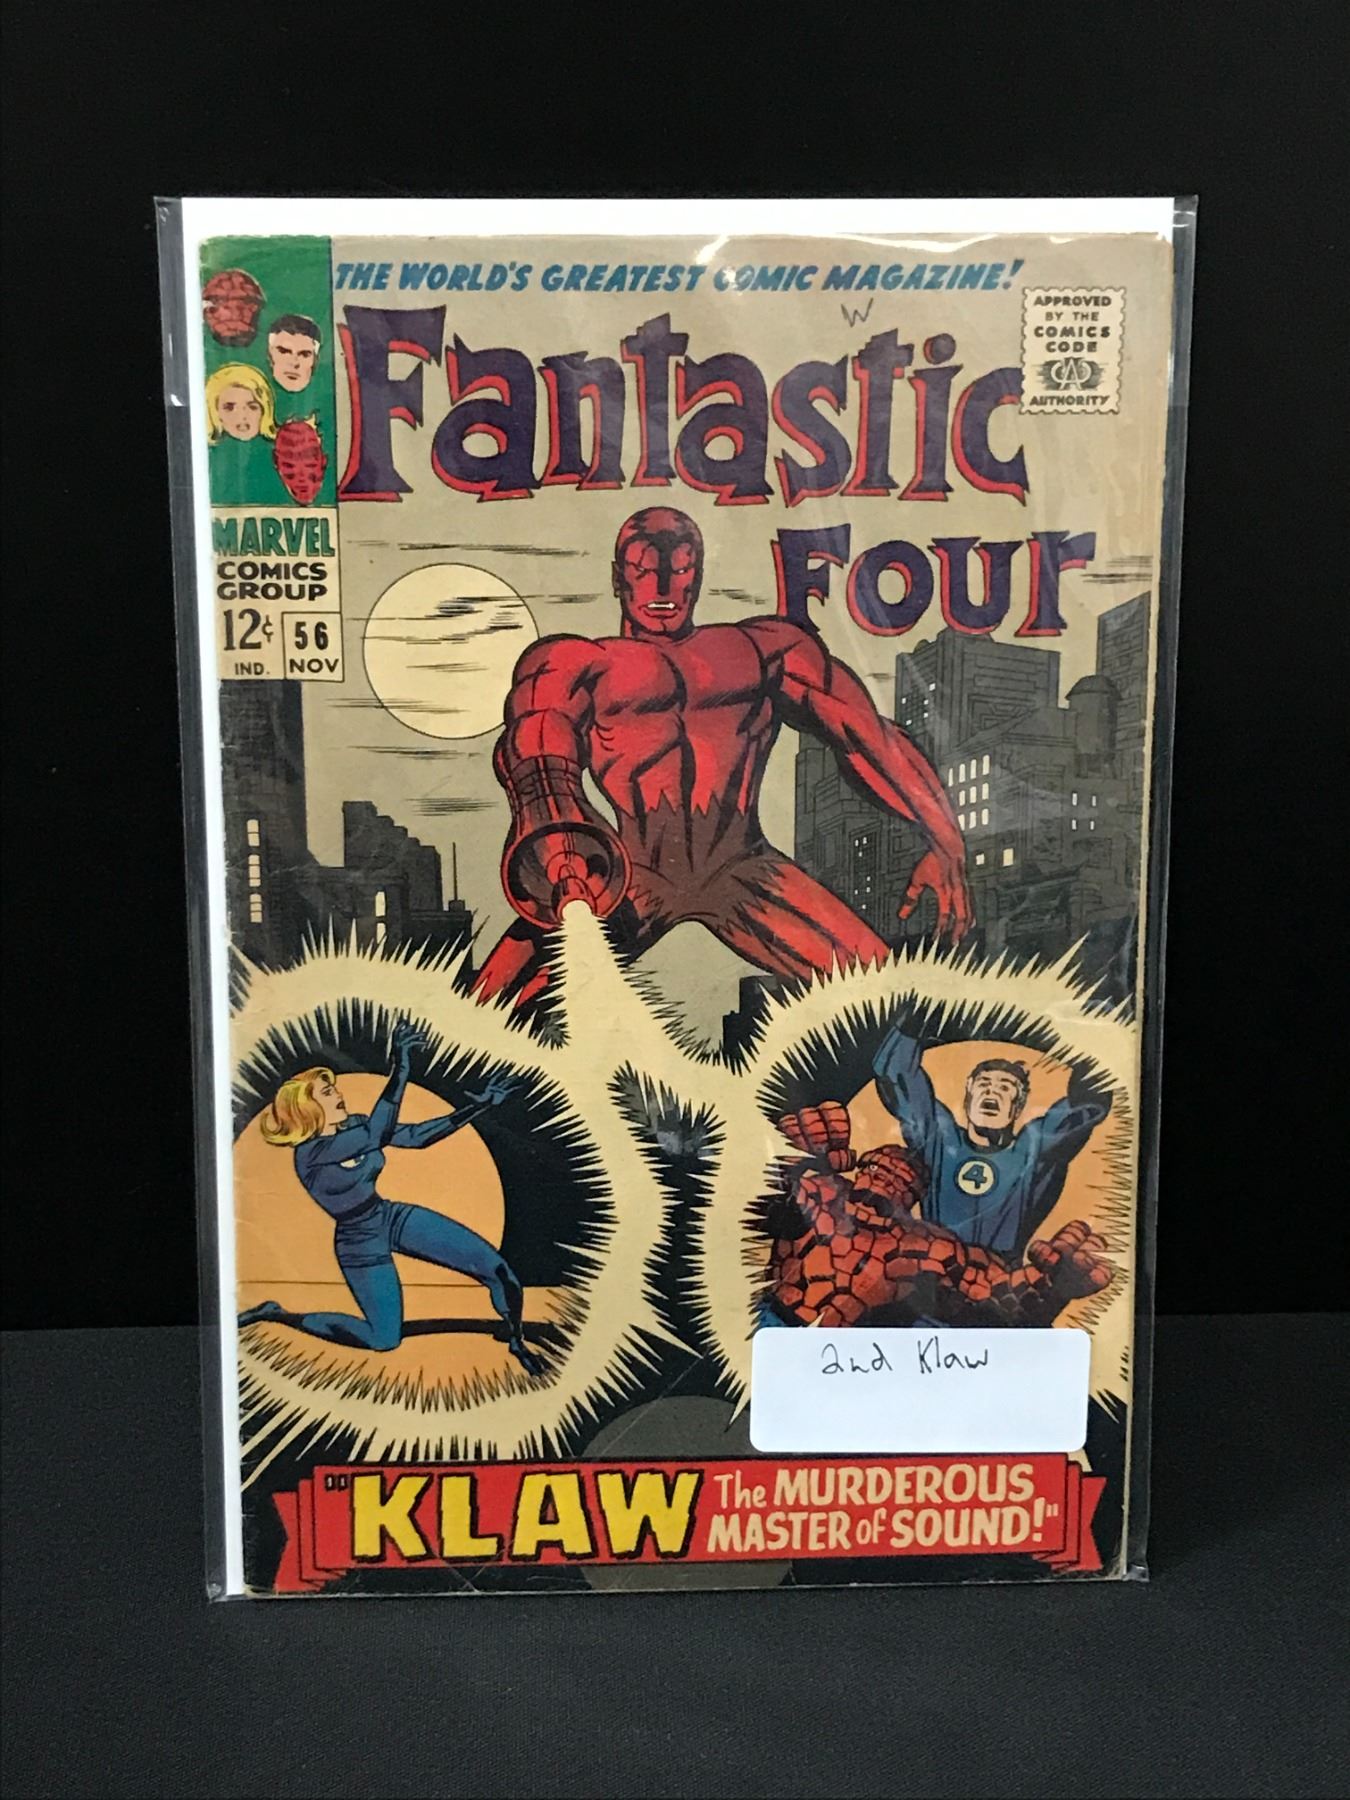 THE WORLD'S GREATEST COMIC MAGAZINE!
W
Fantastic
Four
APPROVED
BY THE
COMICS
CODE
CA
AUTHORITY
MARVEL
COMICS
GROUP
12¢
IND.
56
NOV
4
2nd Klaw
"KLAW The MURDEROUS
MASTER of SOUND!"